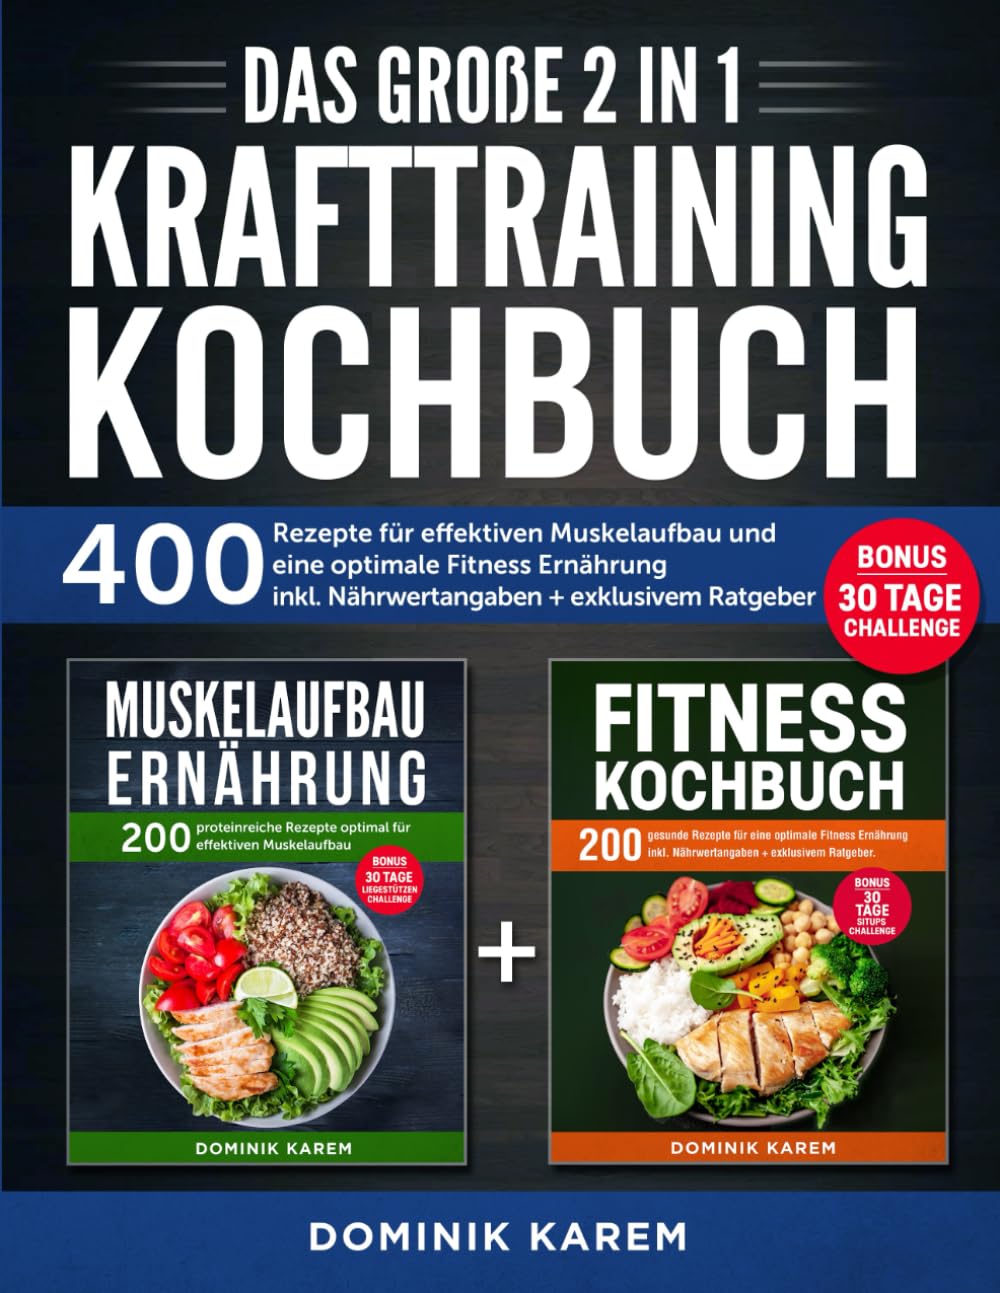 DAS GROßE 2 IN 1
KRAFTTRAINING
KOCHBUCH
400
Rezepte für effektiven Muskelaufbau und
eine optimale Fitness Ernährung
inkl. Nährwertangaben + exklusivem Ratgeber
BONUS
30 TAGE
CHALLENGE
MUSKELAUFBAU
ERNÄHRUNG
200
proteinreiche Rezepte optimal für
effektiven Muskelaufbau
BONUS
30 TAGE
LIEGESTÜTZEN
CHALLENGE
DOMINIK KAREM
+
FITNESS
KOCHBUCH
200
gesunde Rezepte für eine optimale Fitness Ernährung
inkl. Nährwertangaben + exklusivem Ratgeber.
BONUS
30
TAGE
SITUPS
CHALLENGE
DOMINIK KAREM
DOMINIK KAREM